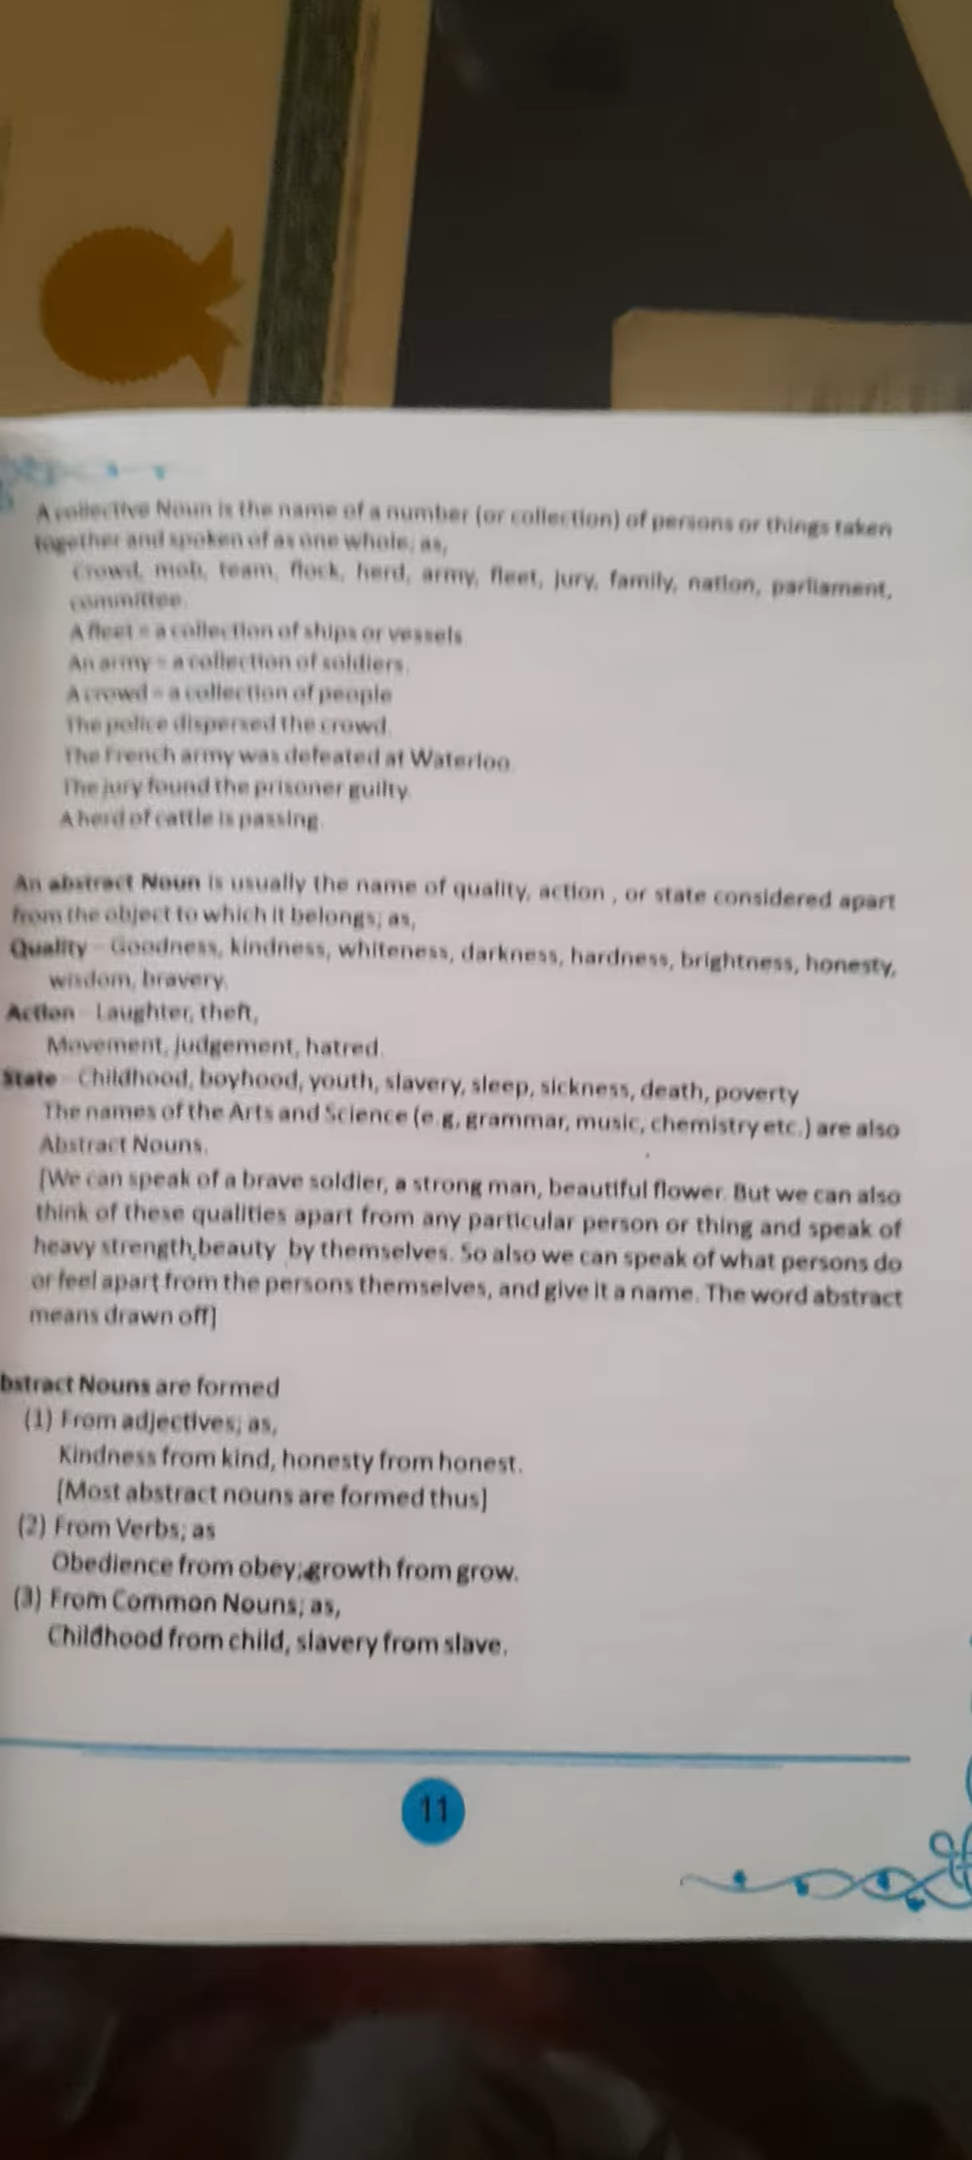 A collective Noun is the name of a number (or collection) of persons or things taken
together and spoken of as one whole; as,
Crowd, mob, team, flock, herd, army, fleet, jury, family, nation, parliament,
committee.
A fleet = a collection of ships or vessels
An army = a collection of soldiers.
A crowd = a collection of people
The police dispersed the crowd.
The French army was defeated at Waterloo.
The jury found the prisoner guilty.
A herd of cattle is passing.
An abstract Noun is usually the name of quality, action , or state considered apart
from the object to which it belongs; as,
Quality - Goodness, kindness, whiteness, darkness, hardness, brightness, honesty,
wisdom, bravery.
Action - Laughter, theft,
Movement, judgement, hatred.
State - Childhood, boyhood, youth, slavery, sleep, sickness, death, poverty
The names of the Arts and Science (e.g, grammar, music, chemistry etc.) are also
Abstract Nouns.
[We can speak of a brave soldier, a strong man, beautiful flower. But we can also
think of these qualities apart from any particular person or thing and speak of
heavy strength,beauty by themselves. So also we can speak of what persons do
or feel apart from the persons themselves, and give it a name. The word abstract
means drawn off]
bstract Nouns are formed
(1) From adjectives; as,
Kindness from kind, honesty from honest.
[Most abstract nouns are formed thus]
(2) From Verbs; as
Obedience from obey; growth from grow.
(3) From Common Nouns; as,
Childhood from child, slavery from slave.
11